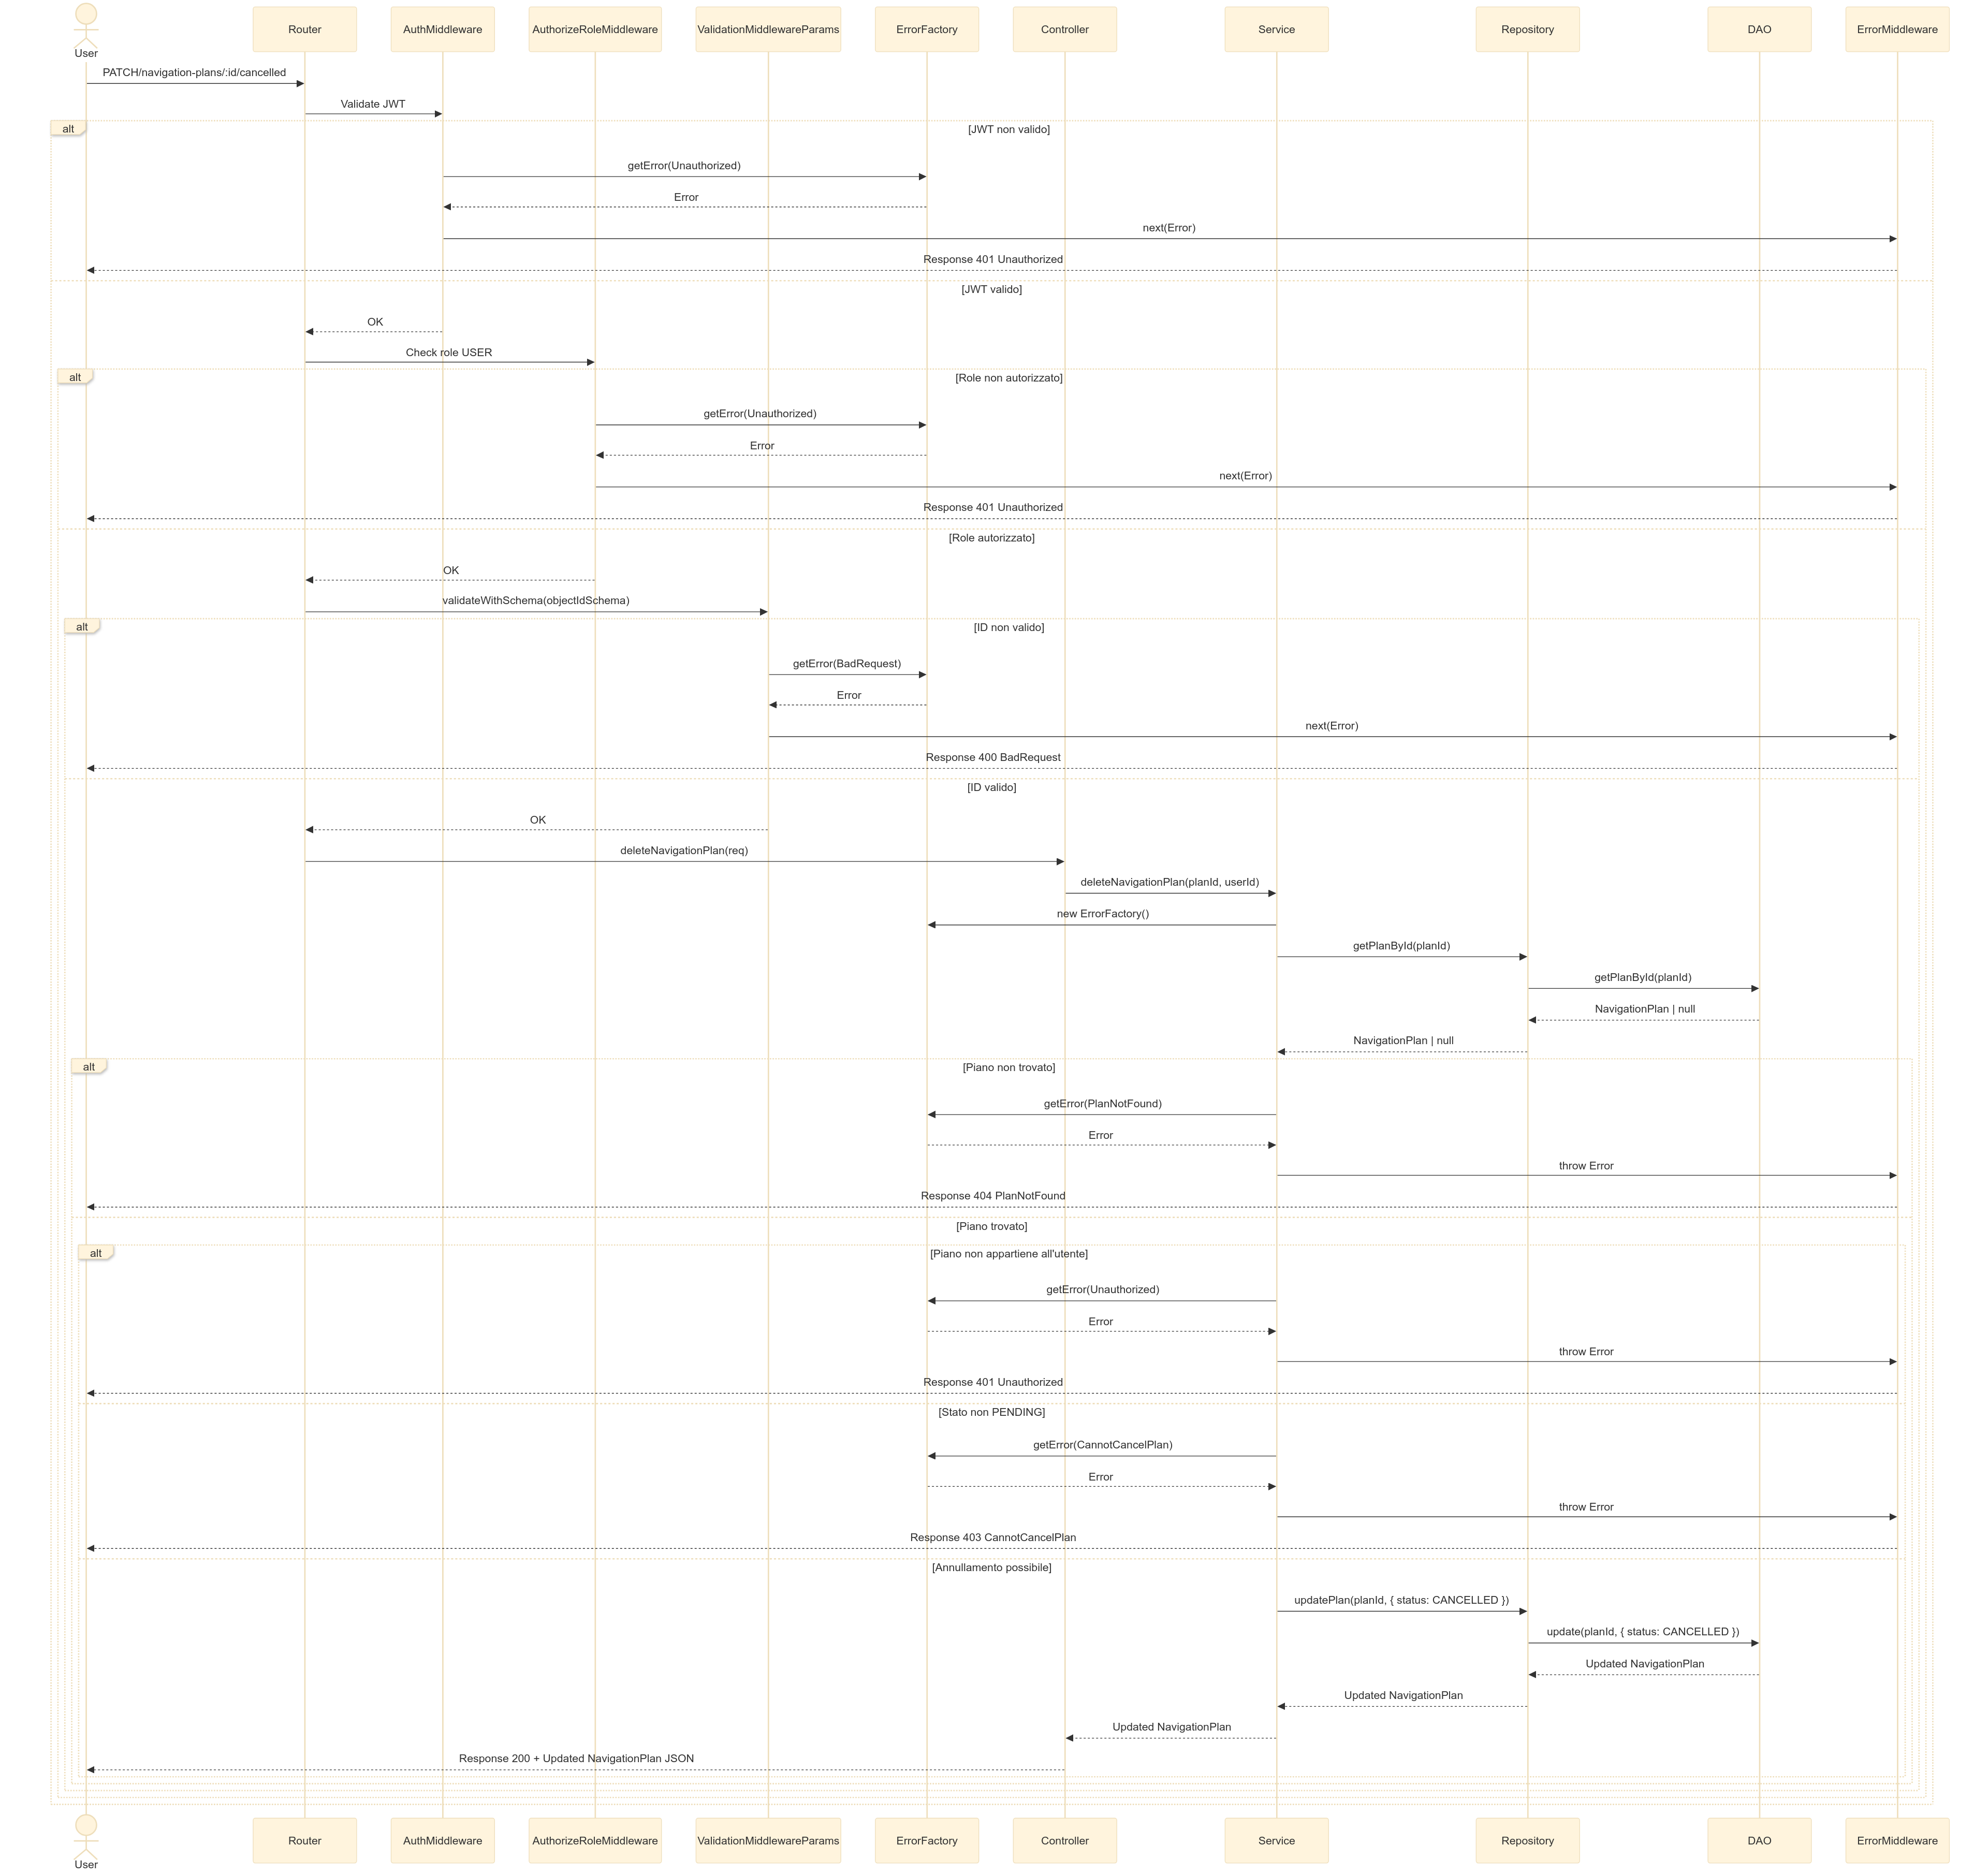 User
Router
AuthMiddleware
AuthorizeRoleMiddleware
ValidationMiddlewareParams
ErrorFactory
Controller
Service
Repository
DAO
ErrorMiddleware
PATCH/navigation-plans/:id/cancelled
Validate JWT
alt
[JWT non valido]
getError(Unauthorized)
Error
next(Error)
Response 401 Unauthorized
[JWT valido]
OK
Check role USER
alt
[Role non autorizzato]
getError(Unauthorized)
Error
next(Error)
Response 401 Unauthorized
[Role autorizzato]
OK
validateWithSchema(objectIdSchema)
alt
[ID non valido]
getError(BadRequest)
Error
next(Error)
Response 400 BadRequest
[ID valido]
OK
deleteNavigationPlan(req)
deleteNavigationPlan(planId, userId)
new ErrorFactory()
getPlanById(planId)
getPlanById(planId)
NavigationPlan | null
NavigationPlan | null
alt
[Piano non trovato]
getError(PlanNotFound)
Error
throw Error
Response 404 PlanNotFound
[Piano trovato]
alt
[Piano non appartiene all'utente]
getError(Unauthorized)
Error
throw Error
Response 401 Unauthorized
[Stato non PENDING]
getError(CannotCancelPlan)
Error
throw Error
Response 403 CannotCancelPlan
[Annullamento possibile]
updatePlan(planId, { status: CANCELLED })
update(planId, { status: CANCELLED })
Updated NavigationPlan
Updated NavigationPlan
Updated NavigationPlan
Response 200 + Updated NavigationPlan JSON
User
Router
AuthMiddleware
AuthorizeRoleMiddleware
ValidationMiddlewareParams
ErrorFactory
Controller
Service
Repository
DAO
ErrorMiddleware